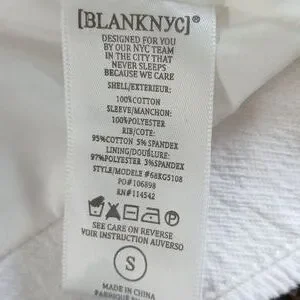 [BLANKNYC]®
DESIGNED FOR YOU
BY OUR NYC TEAM
IN THE CITY THAT
NEVER SLEEPS
BECAUSE WE CARE
SHELL/EXTERIEUR:
100%COTTON
SLEEVE/MANCHON:
100%POLYESTER
RIB/COTE:
95%COTTON 5%SPANDEX
LINING/DOUBLURE:
97%POLYESTER 3%SPANDEX
STYLE/MODELE #68KG5108
PO#106898
RN#114542
SEE CARE ON REVERSE
VOIR INSTRUCTION AUVERSO
S
MADE IN CHINA